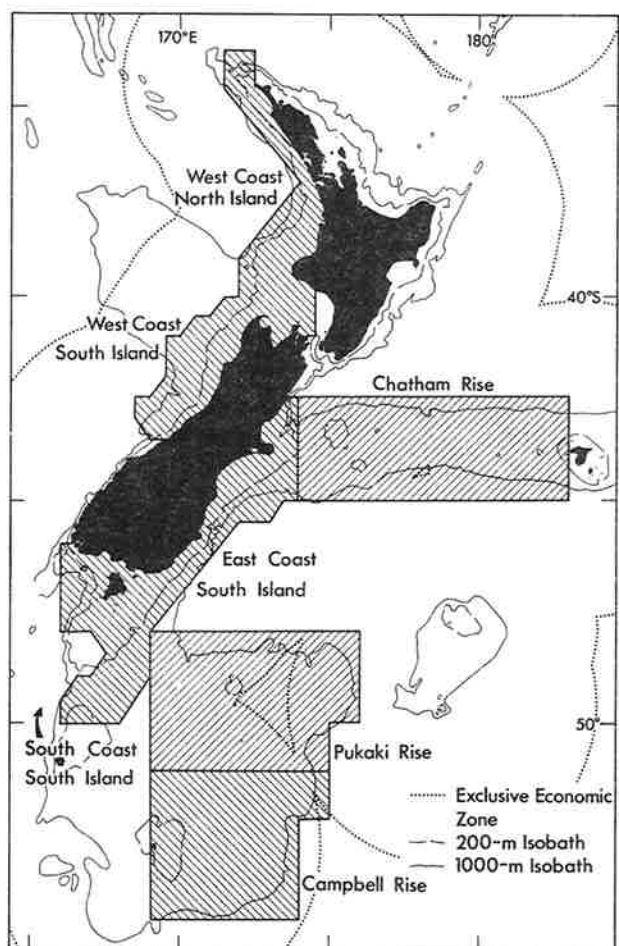 170°E
180°
West Coast
North Island
40°S
West Coast
South Island
Chatham Rise
East Coast
South Island
50°
Pukaki Rise
South Coast
South Island
Exclusive Economic
Zone
200-m Isobath
1000-m Isobath
Campbell Rise